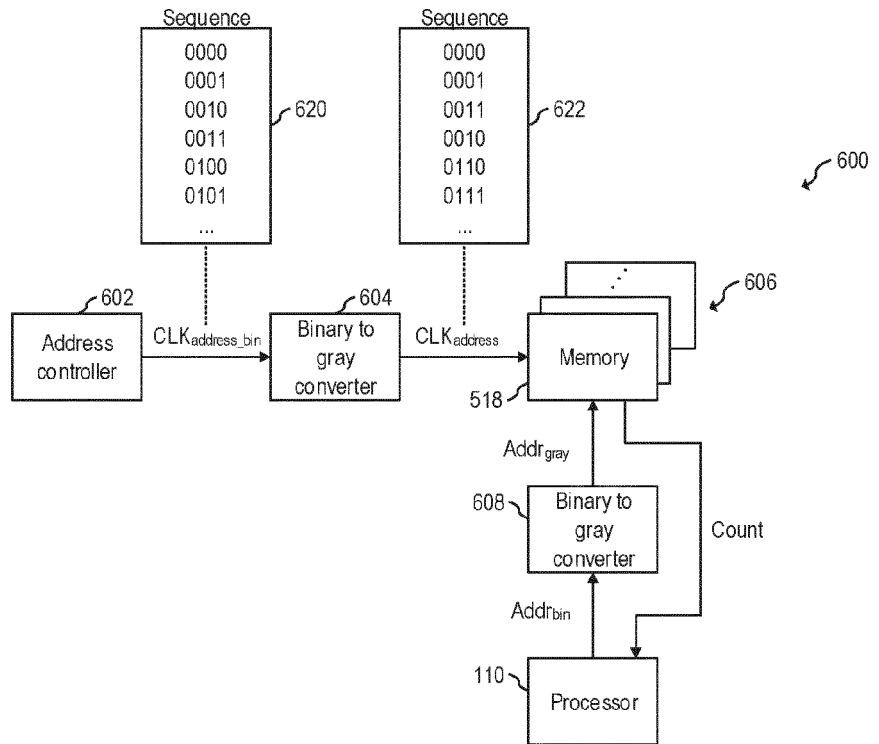 Sequence
0000
0001
0010
0011
0100
0101
...
620
Sequence
0000
0001
0011
0010
0110
0111
...
622
600
602
Address
controller
CLKaddress_bin
604
Binary to
gray
converter
CLKaddress
606
Memory
518
Addrgray
608
Binary to
gray
converter
Count
Addrbin
110
Processor